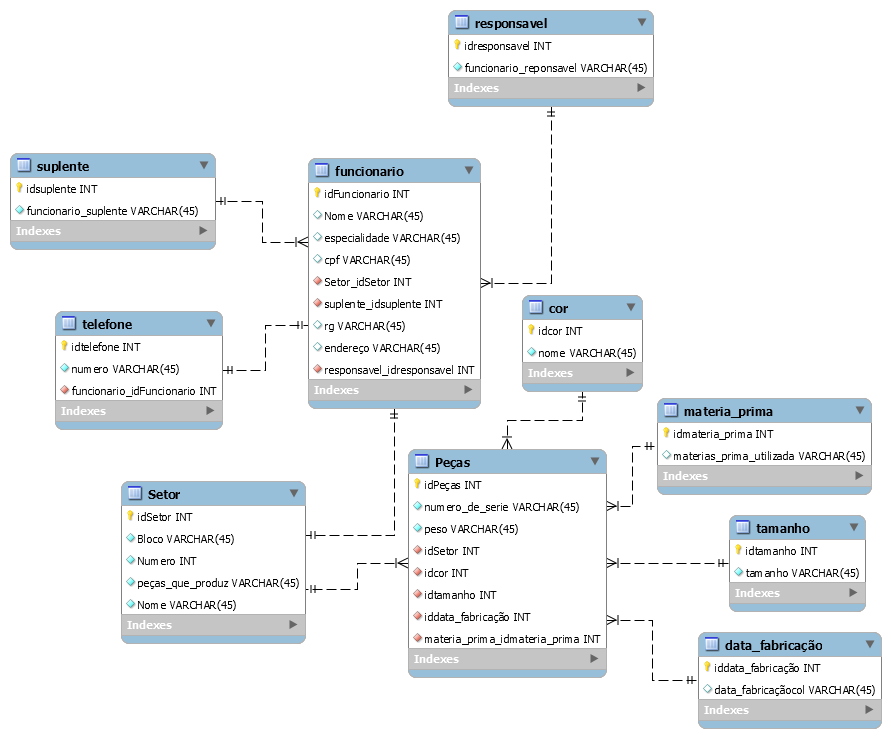 responsavel
idresponsavel INT
funcionario_reponsavel VARCHAR(45)
Indexes
suplente
idsuplente INT
funcionario_suplente VARCHAR(45)
Indexes
funcionario
idFuncionario INT
Nome VARCHAR(45)
especialidade VARCHAR(45)
cpf VARCHAR(45)
Setor_idSetor INT
suplente_idsuplente INT
rg VARCHAR(45)
endereço VARCHAR(45)
responsavel_idresponsavel INT
Indexes
telefone
idtelefone INT
numero VARCHAR(45)
funcionario_idFuncionario INT
Indexes
cor
idcor INT
nome VARCHAR(45)
Indexes
materia_prima
idmateria_prima INT
materias_prima_utilizada VARCHAR(45)
Indexes
Peças
idPeças INT
numero_de_serie VARCHAR(45)
peso VARCHAR(45)
idSetor INT
idcor INT
idtamanho INT
iddata_fabricação INT
materia_prima_idmateria_prima INT
Indexes
Setor
idSetor INT
Bloco VARCHAR(45)
Numero INT
peças_que_produz VARCHAR(45)
Nome VARCHAR(45)
Indexes
tamanho
idtamanho INT
tamanho VARCHAR(45)
Indexes
data_fabricação
iddata_fabricação INT
data_fabricaçãocol VARCHAR(45)
Indexes